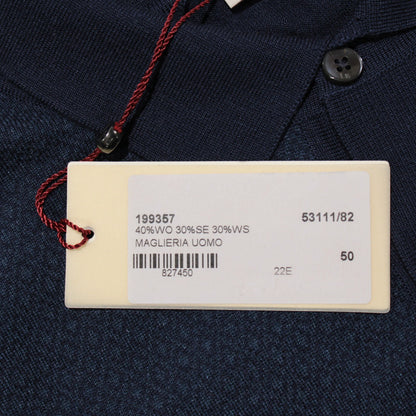 199357 53111/82
40%WO 30%SE 30%WS
MAGLIERIA UOMO
50
827450 22E